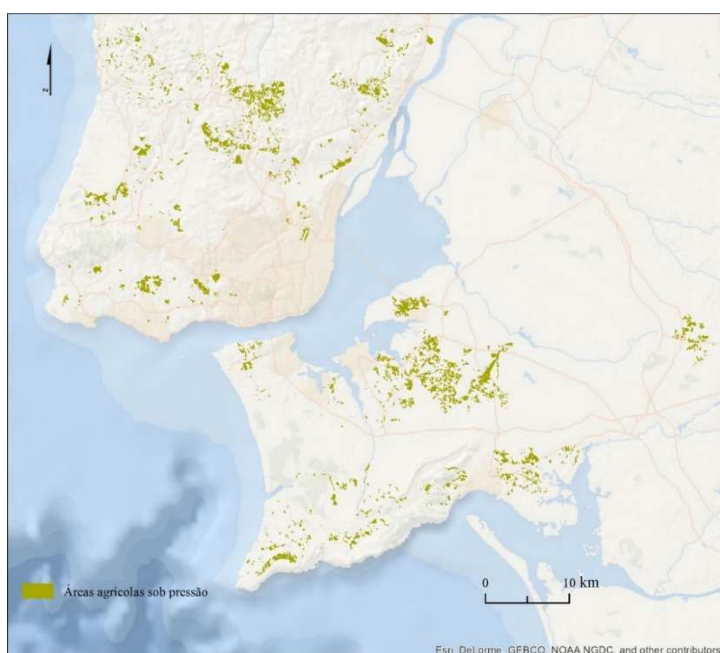 z
Áreas agrícolas sob pressão
0 10 km
Esri, DeLorme, GEBCO, NOAA NGDC, and other contributors